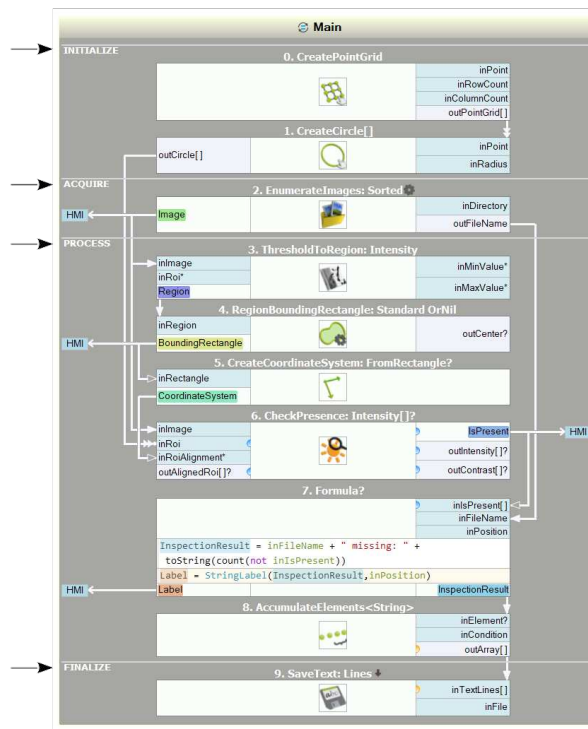 Main
INITIALIZE
0. CreatePointGrid
inPoint
inRowCount
inColumnCount
outPointGrid[]
1. CreateCircle[]
outCircle[]
inPoint
inRadius
ACQUIRE
2. EnumerateImages: Sorted
HMI
Image
inDirectory
outFileName
PROCESS
3. ThresholdToRegion: Intensity
inImage
inRoi*
Region
inMinValue*
inMaxValue*
4. RegionBoundingRectangle: Standard OrNil
inRegion
HMI
BoundingRectangle
outCenter?
5. CreateCoordinateSystem: FromRectangle?
inRectangle
CoordinateSystem
6. CheckPresence: Intensity[]?
inImage
inRoi
inRoiAlignment*
outAlignedRoi[]?
IsPresent
HMI
outIntensity[]?
outContrast[]?
7. Formula?
inIsPresent[]
inFileName
inPosition
InspectionResult = inFileName + " missing: " +
toString(count(not inIsPresent))
Label = StringLabel(InspectionResult,inPosition)
HMI
Label
InspectionResult
8. AccumulateElements<String>
inElement?
inCondition
outArray[]
FINALIZE
9. SaveText: Lines
inTextLines[]
inFile